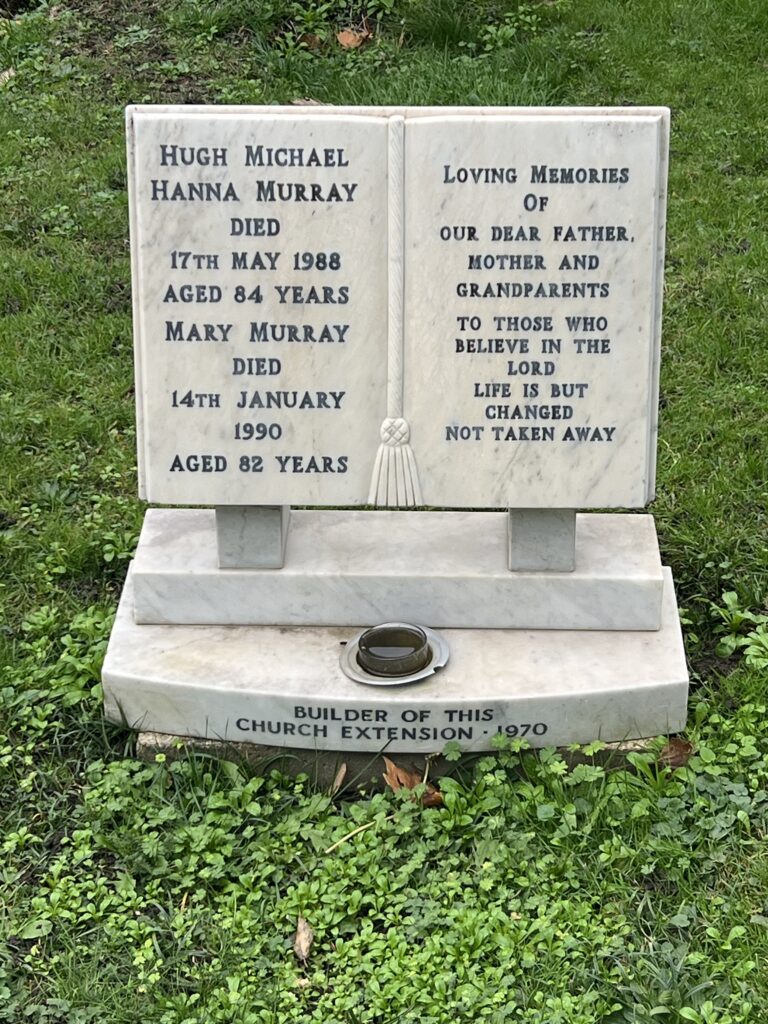 HUGH MICHAEL
HANNA MURRAY
DIED
17TH MAY 1988
AGED 84 YEARS
MARY MURRAY
DIED
14TH JANUARY
1990
AGED 82 YEARS
LOVING MEMORIES
OF
OUR DEAR FATHER,
MOTHER AND
GRANDPARENTS
TO THOSE WHO
BELIEVE IN THE
LORD
LIFE IS BUT
CHANGED
NOT TAKEN AWAY
BUILDER OF THIS
CHURCH EXTENSION · 1970